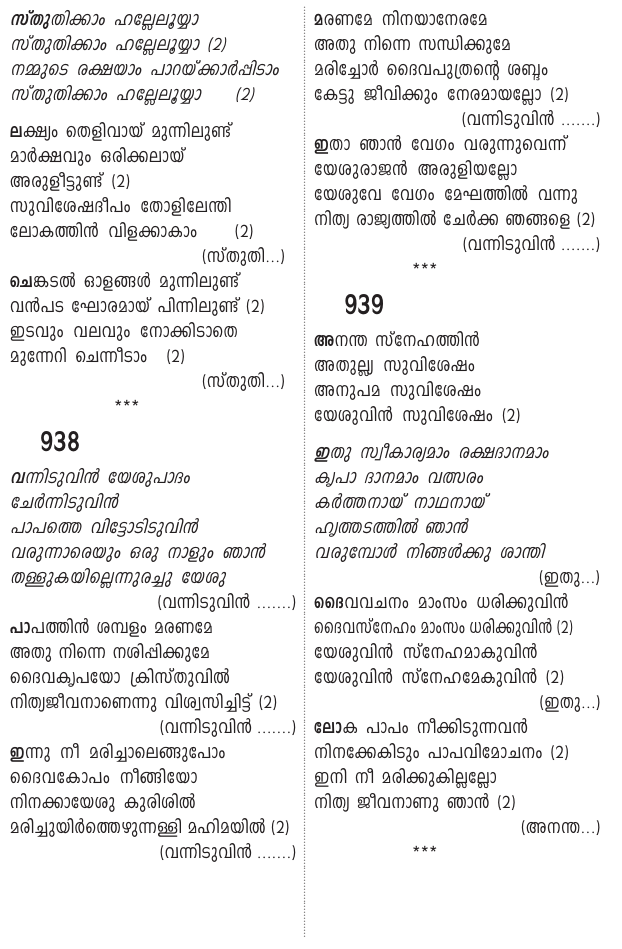 സ്തുതിക്കാം ഹല്ലേലൂയ്യാ
സ്തുതിക്കാം ഹല്ലേലൂയ്യാ (2)
നമ്മുടെ രക്ഷയാം പാറയ്ക്കാർപ്പിടാം
സ്തുതിക്കാം ഹല്ലേലൂയ്യാ (2)
ലക്ഷ്യം തെളിവായ് മുന്നിലുണ്ട്
മാർക്ഷവും ഒരിക്കലായ്
അരുളീട്ടുണ്ട് (2)
സുവിശേഷദീപം തോളിലേന്തി
ലോകത്തിൻ വിളക്കാകാം (2)
(സ്തുതി...)
ചെങ്കടൽ ഓളങ്ങൾ മുന്നിലുണ്ട്
വൻപട ഘോരമായ് പിന്നിലുണ്ട് (2)
ഇടവും വലവും നോക്കിടാതെ
മുന്നേറി ചെന്നീടാം (2)
(സ്തുതി...)
***
938
വന്നിടുവിൻ യേശുപാദം
ചേർന്നിടുവിൻ
പാപത്തെ വിട്ടോടിടുവിൻ
വരുന്നാരെയും ഒരു നാളും ഞാൻ
തള്ളുകയില്ലെന്നുരച്ചു യേശു
(വന്നിടുവിൻ .......)
പാപത്തിൻ ശമ്പളം മരണമേ
അതു നിന്നെ നശിപ്പിക്കുമേ
ദൈവകൃപയോ ക്രിസ്തുവിൽ
നിത്യജീവനാണെന്നു വിശ്വസിച്ചിട്ട് (2)
(വന്നിടുവിൻ .......)
ഇന്നു നീ മരിച്ചാലെങ്ങുപോം
ദൈവകോപം നീങ്ങിയോ
നിനക്കായേശു കുരിശിൽ
മരിച്ചുയിർത്തെഴുന്നള്ളി മഹിമയിൽ (2)
(വന്നിടുവിൻ .......)
മരണമേ നിനയാനേരമേ
അതു നിന്നെ സന്ധിക്കുമേ
മരിച്ചോർ ദൈവപുത്രന്റെ ശബ്ദം
കേട്ടു ജീവിക്കും നേരമായല്ലോ (2)
(വന്നിടുവിൻ .......)
ഇതാ ഞാൻ വേഗം വരുന്നുവെന്ന്
യേശുരാജൻ അരുളിയല്ലോ
യേശുവേ വേഗം മേഘത്തിൽ വന്നു
നിത്യ രാജ്യത്തിൽ ചേർക്ക ഞങ്ങളെ (2)
(വന്നിടുവിൻ .......)
***
939
അനന്ത സ്നേഹത്തിൻ
അതുല്ല്യ സുവിശേഷം
അനുപമ സുവിശേഷം
യേശുവിൻ സുവിശേഷം (2)
ഇതു സ്വീകാര്യമാം രക്ഷദാനമാം
കൃപാ ദാനമാം വത്സരം
കർത്തനായ് നാഥനായ്
ഹൃത്തടത്തിൽ ഞാൻ
വരുമ്പോൾ നിങ്ങൾക്കു ശാന്തി
(ഇതു...)
ദൈവവചനം മാംസം ധരിക്കുവിൻ
ദൈവസ്നേഹം മാംസം ധരിക്കുവിൻ (2)
യേശുവിൻ സ്നേഹമാകുവിൻ
യേശുവിൻ സ്നേഹമേകുവിൻ (2)
(ഇതു...)
ലോക പാപം നീക്കിടുന്നവൻ
നിനക്കേകിടും പാപവിമോചനം (2)
ഇനി നീ മരിക്കുകില്ലല്ലോ
നിത്യ ജീവനാണു ഞാൻ (2)
(അനന്ത...)
***